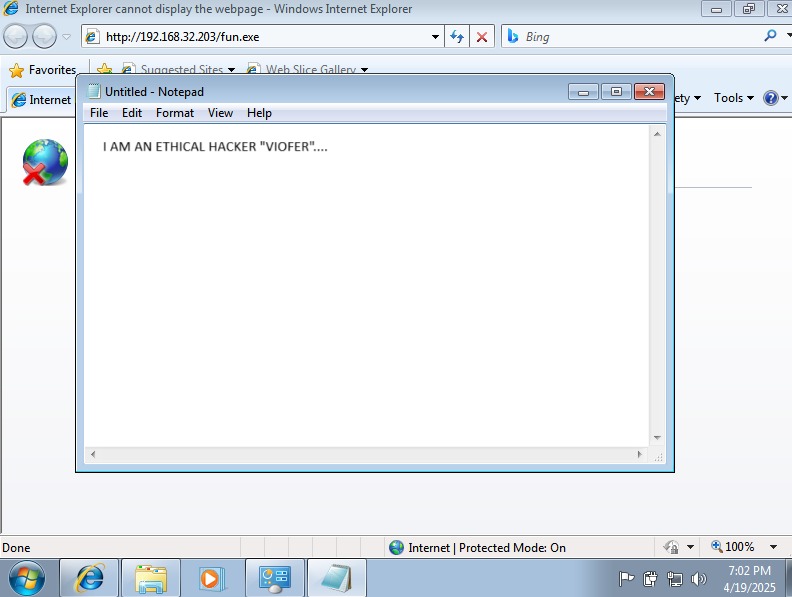 Internet Explorer cannot display the webpage - Windows Internet Explorer
http://192.168.32.203/fun.exe
Bing
Favorites
Suggested Sites
Web Slice Gallery
Internet
ety
Tools
Untitled - Notepad
File Edit Format View Help
I AM AN ETHICAL HACKER "VIOFER"....
Done
Internet | Protected Mode: On
100%
7:02 PM
4/19/2025